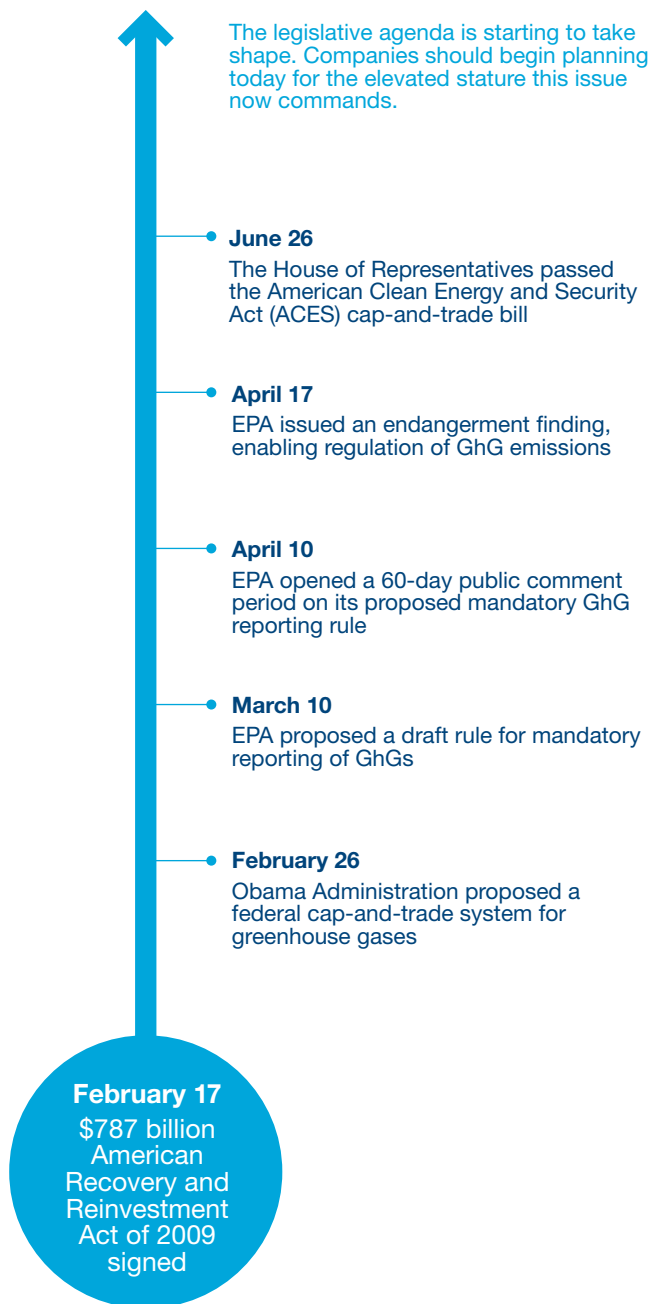 The legislative agenda is starting to take
shape. Companies should begin planning
today for the elevated stature this issue
now commands.
June 26
The House of Representatives passed
the American Clean Energy and Security
Act (ACES) cap-and-trade bill
April 17
EPA issued an endangerment finding,
enabling regulation of GhG emissions
April 10
EPA opened a 60-day public comment
period on its proposed mandatory GhG
reporting rule
March 10
EPA proposed a draft rule for mandatory
reporting of GhGs
February 26
Obama Administration proposed a
federal cap-and-trade system for
greenhouse gases
February 17
$787 billion
American
Recovery and
Reinvestment
Act of 2009
signed